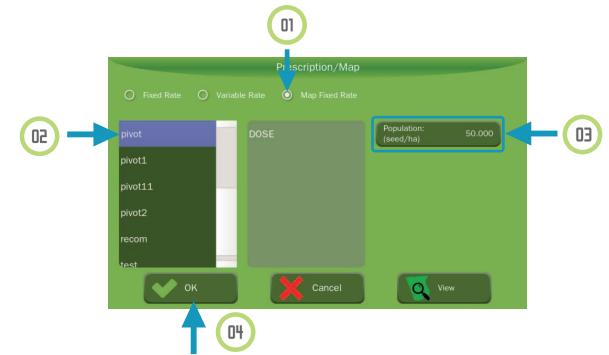 01
Prescription/Map
Fixed Rate Variable Rate Map Fixed Rate
02
pivot
pivot1
pivot11
pivot2
recom
test
DOSE
Population:
(seed/ha)
50.000
03
OK
Cancel
View
04